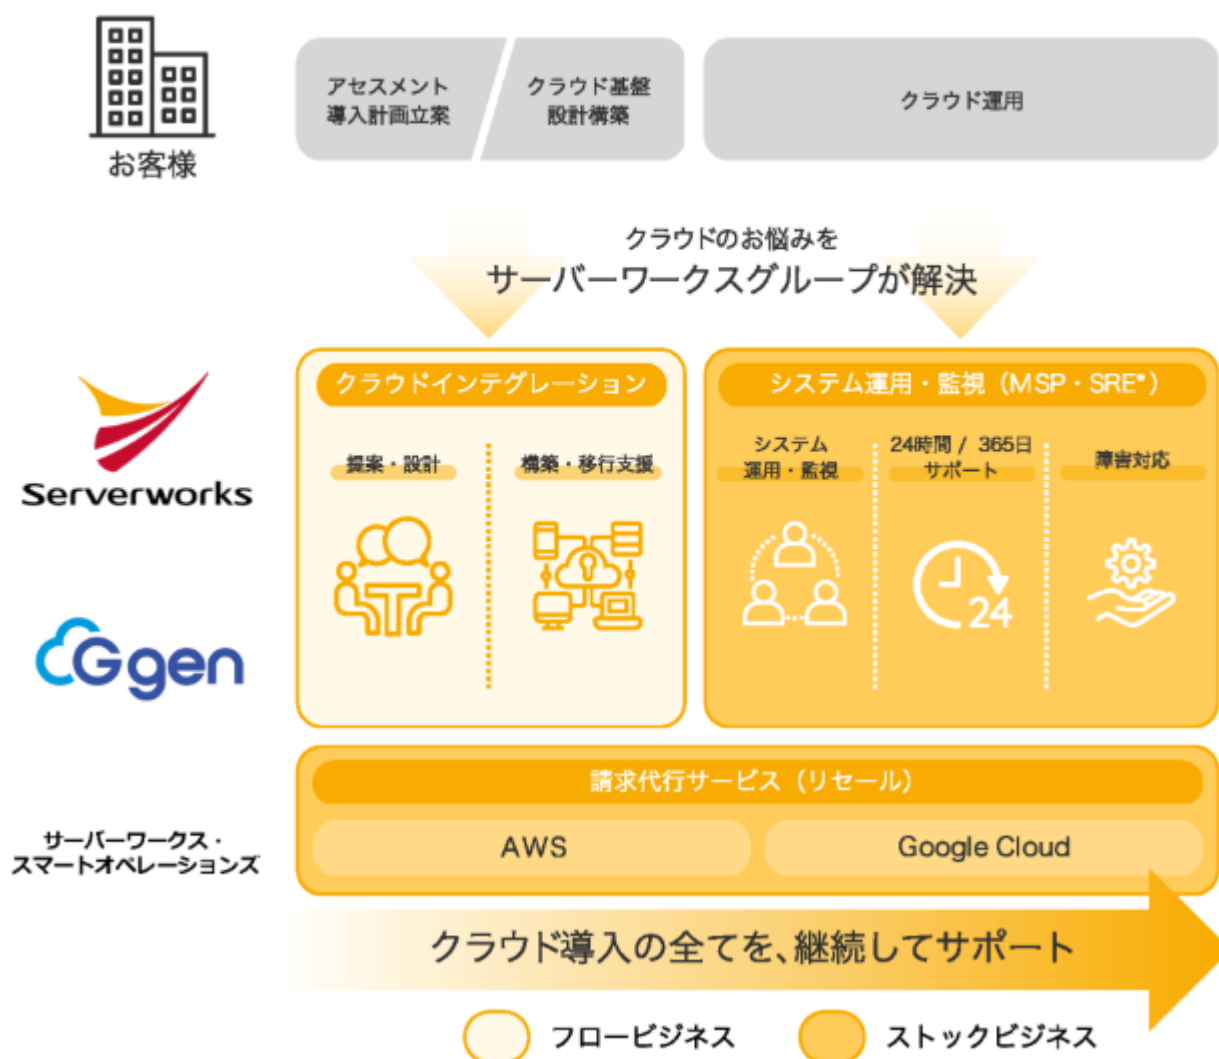 アセスメント
導入計画立案
クラウド基盤
設計構築
クラウド運用
お客様
クラウドのお悩みを
サーバーワークスグループが解決
クラウドインテグレーション
システム運用・監視（MSP・SRE*）
提案・設計
構築・移行支援
システム
運用・監視
24時間 / 365日
サポート
障害対応
24
Serverworks
Ggen
請求代行サービス（リセール）
AWS
Google Cloud
サーバーワークス・
スマートオペレーションズ
クラウド導入の全てを、継続してサポート
フロービジネス
ストックビジネス